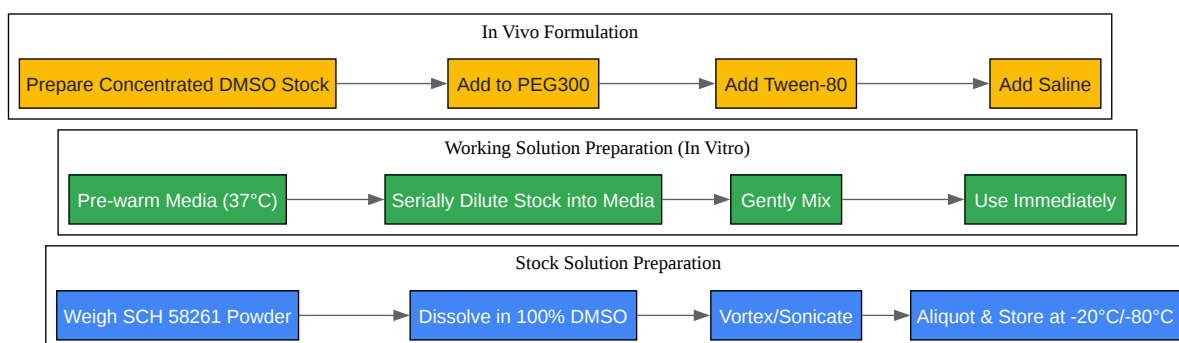 In Vivo Formulation
Prepare Concentrated DMSO Stock
Add to PEG300
Add Tween-80
Add Saline
Working Solution Preparation (In Vitro)
Pre-warm Media (37°C)
Serially Dilute Stock into Media
Gently Mix
Use Immediately
Stock Solution Preparation
Weigh SCH 58261 Powder
Dissolve in 100% DMSO
Vortex/Sonicate
Aliquot & Store at -20°C/-80°C